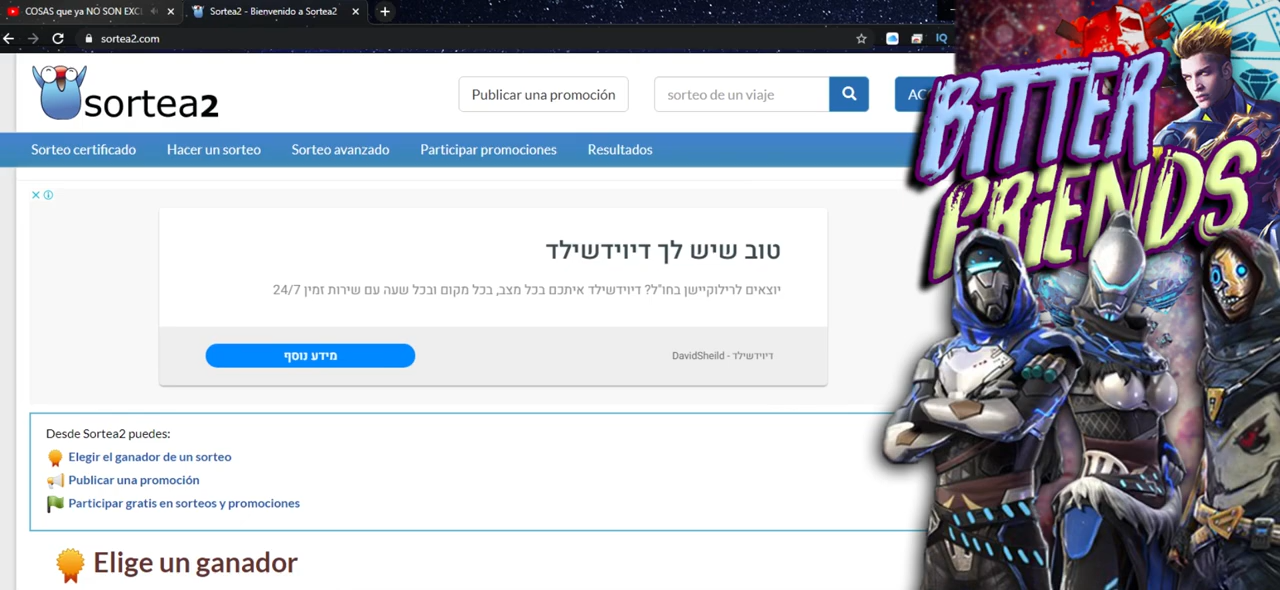 COSAS que ya NO SON EXCL
Sortea2 - Bienvenido a Sortea2
sortea2.com
IQ
sortea2
Publicar una promoción
sorteo de un viaje
AC
Sorteo certificado
Hacer un sorteo
Sorteo avanzado
Participar promociones
Resultados
BITTER
FRIENDS
טוב שיש לך דיוידשילד
יוצאים לרילוקיישן בחו"ל? דיוידשילד איתכם בכל מצב, בכל מקום ובכל שעה עם שירות זמין 24/7
מידע נוסף
דיוידשילד - DavidSheild
Desde Sortea2 puedes:
Elegir el ganador de un sorteo
Publicar una promoción
Participar gratis en sorteos y promociones
Elige un ganador